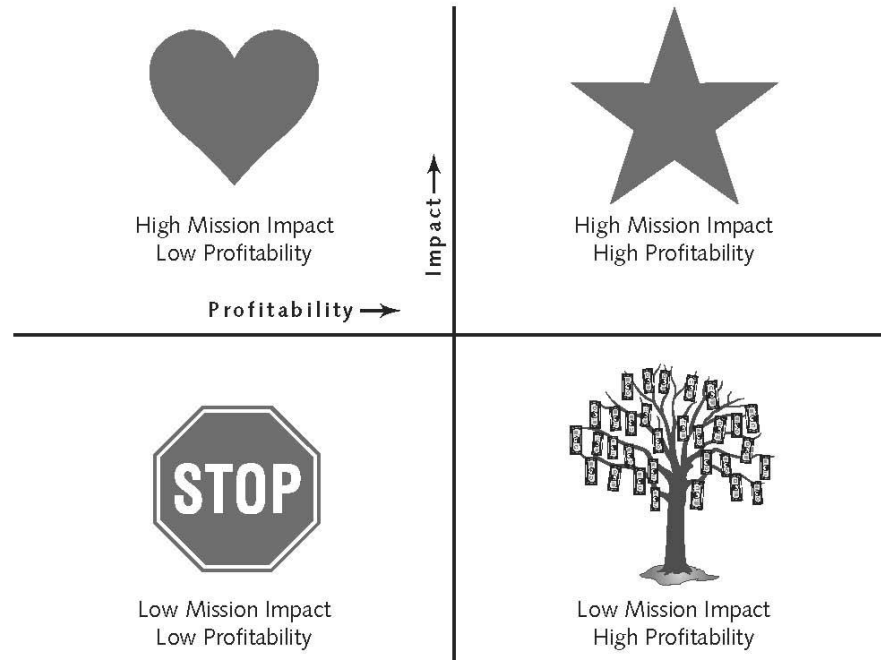 High Mission Impact
Low Profitability
High Mission Impact
High Profitability
Impact
Profitability
STOP
Low Mission Impact
Low Profitability
Low Mission Impact
High Profitability